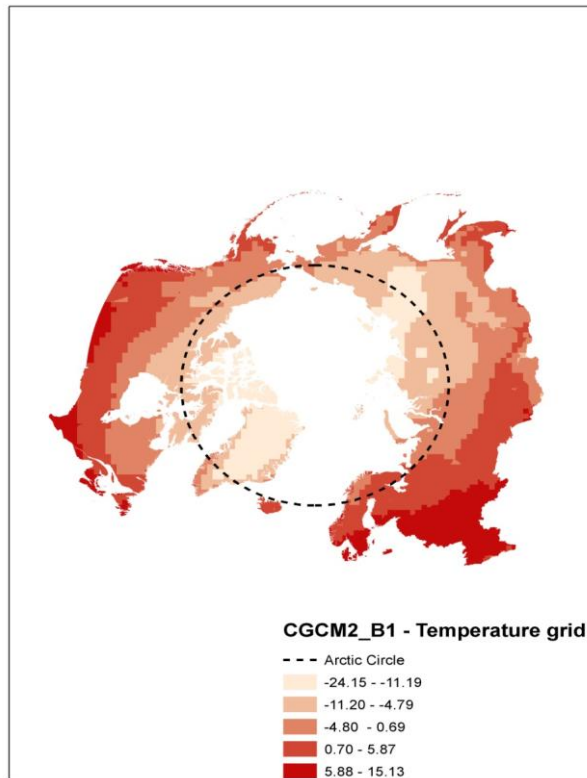 CGCM2_B1 - Temperature grid
Arctic Circle
-24.15 - -11.19
-11.20 - -4.79
-4.80 - 0.69
0.70 - 5.87
5.88 - 15.13